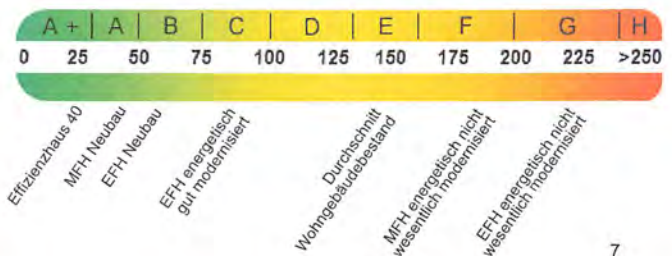 A + | A | B | C | D | E | F | G | H
0 25 50 75 100 125 150 175 200 225 >250
Effizienzhaus 40
MFH Neubau
EFH Neubau
EFH energetisch
gut modernisiert
Durchschnitt
Wohngebäudebestand
MFH energetisch nicht
wesentlich modernisiert
EFH energetisch nicht
wesentlich modernisiert
7